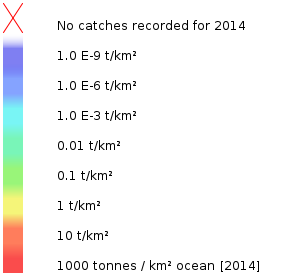 No catches recorded for 2014
1.0 E-9 t/km²
1.0 E-6 t/km²
1.0 E-3 t/km²
0.01 t/km²
0.1 t/km²
1 t/km²
10 t/km²
1000 tonnes / km² ocean [2014]